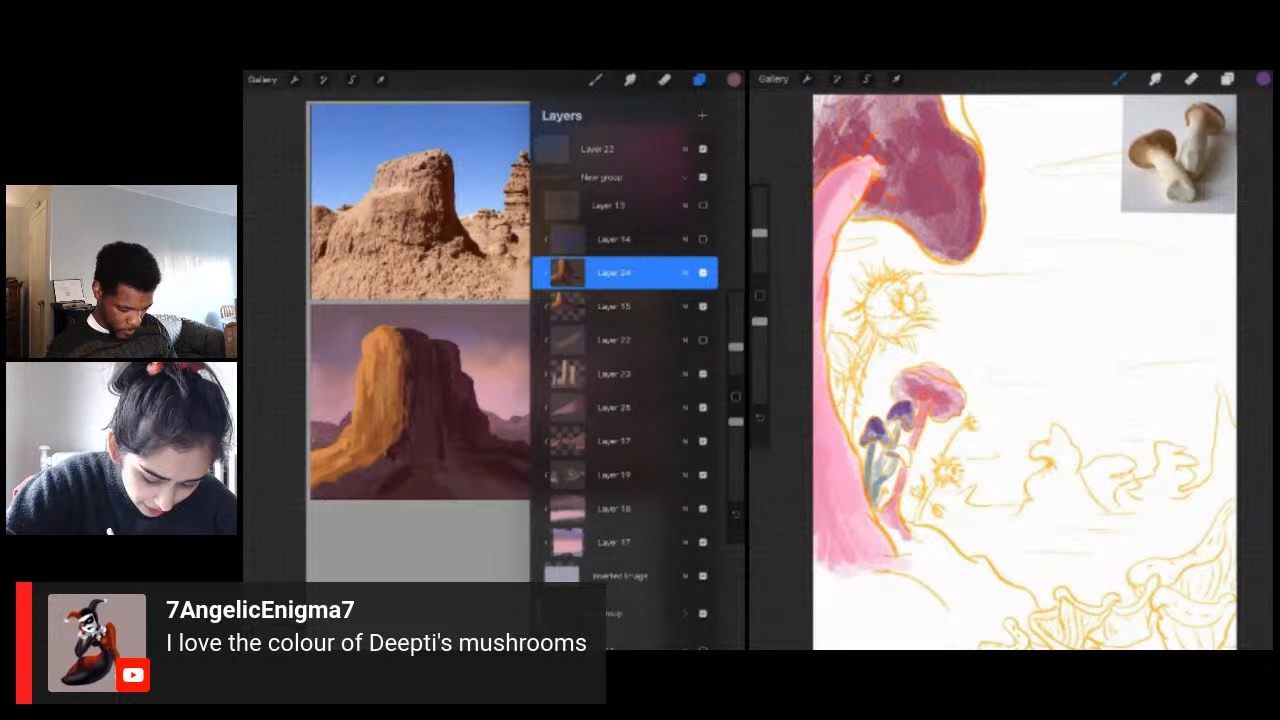 Gallery
Gallery
Layers
Layer 22
New group
Layer 13
Layer 14
Layer 24
Layer 15
Layer 22
Layer 23
Layer 25
Layer 17
Layer 19
Layer 18
Layer 17
Inserted Image
7AngelicEnigma7
I love the colour of Deepti's mushrooms